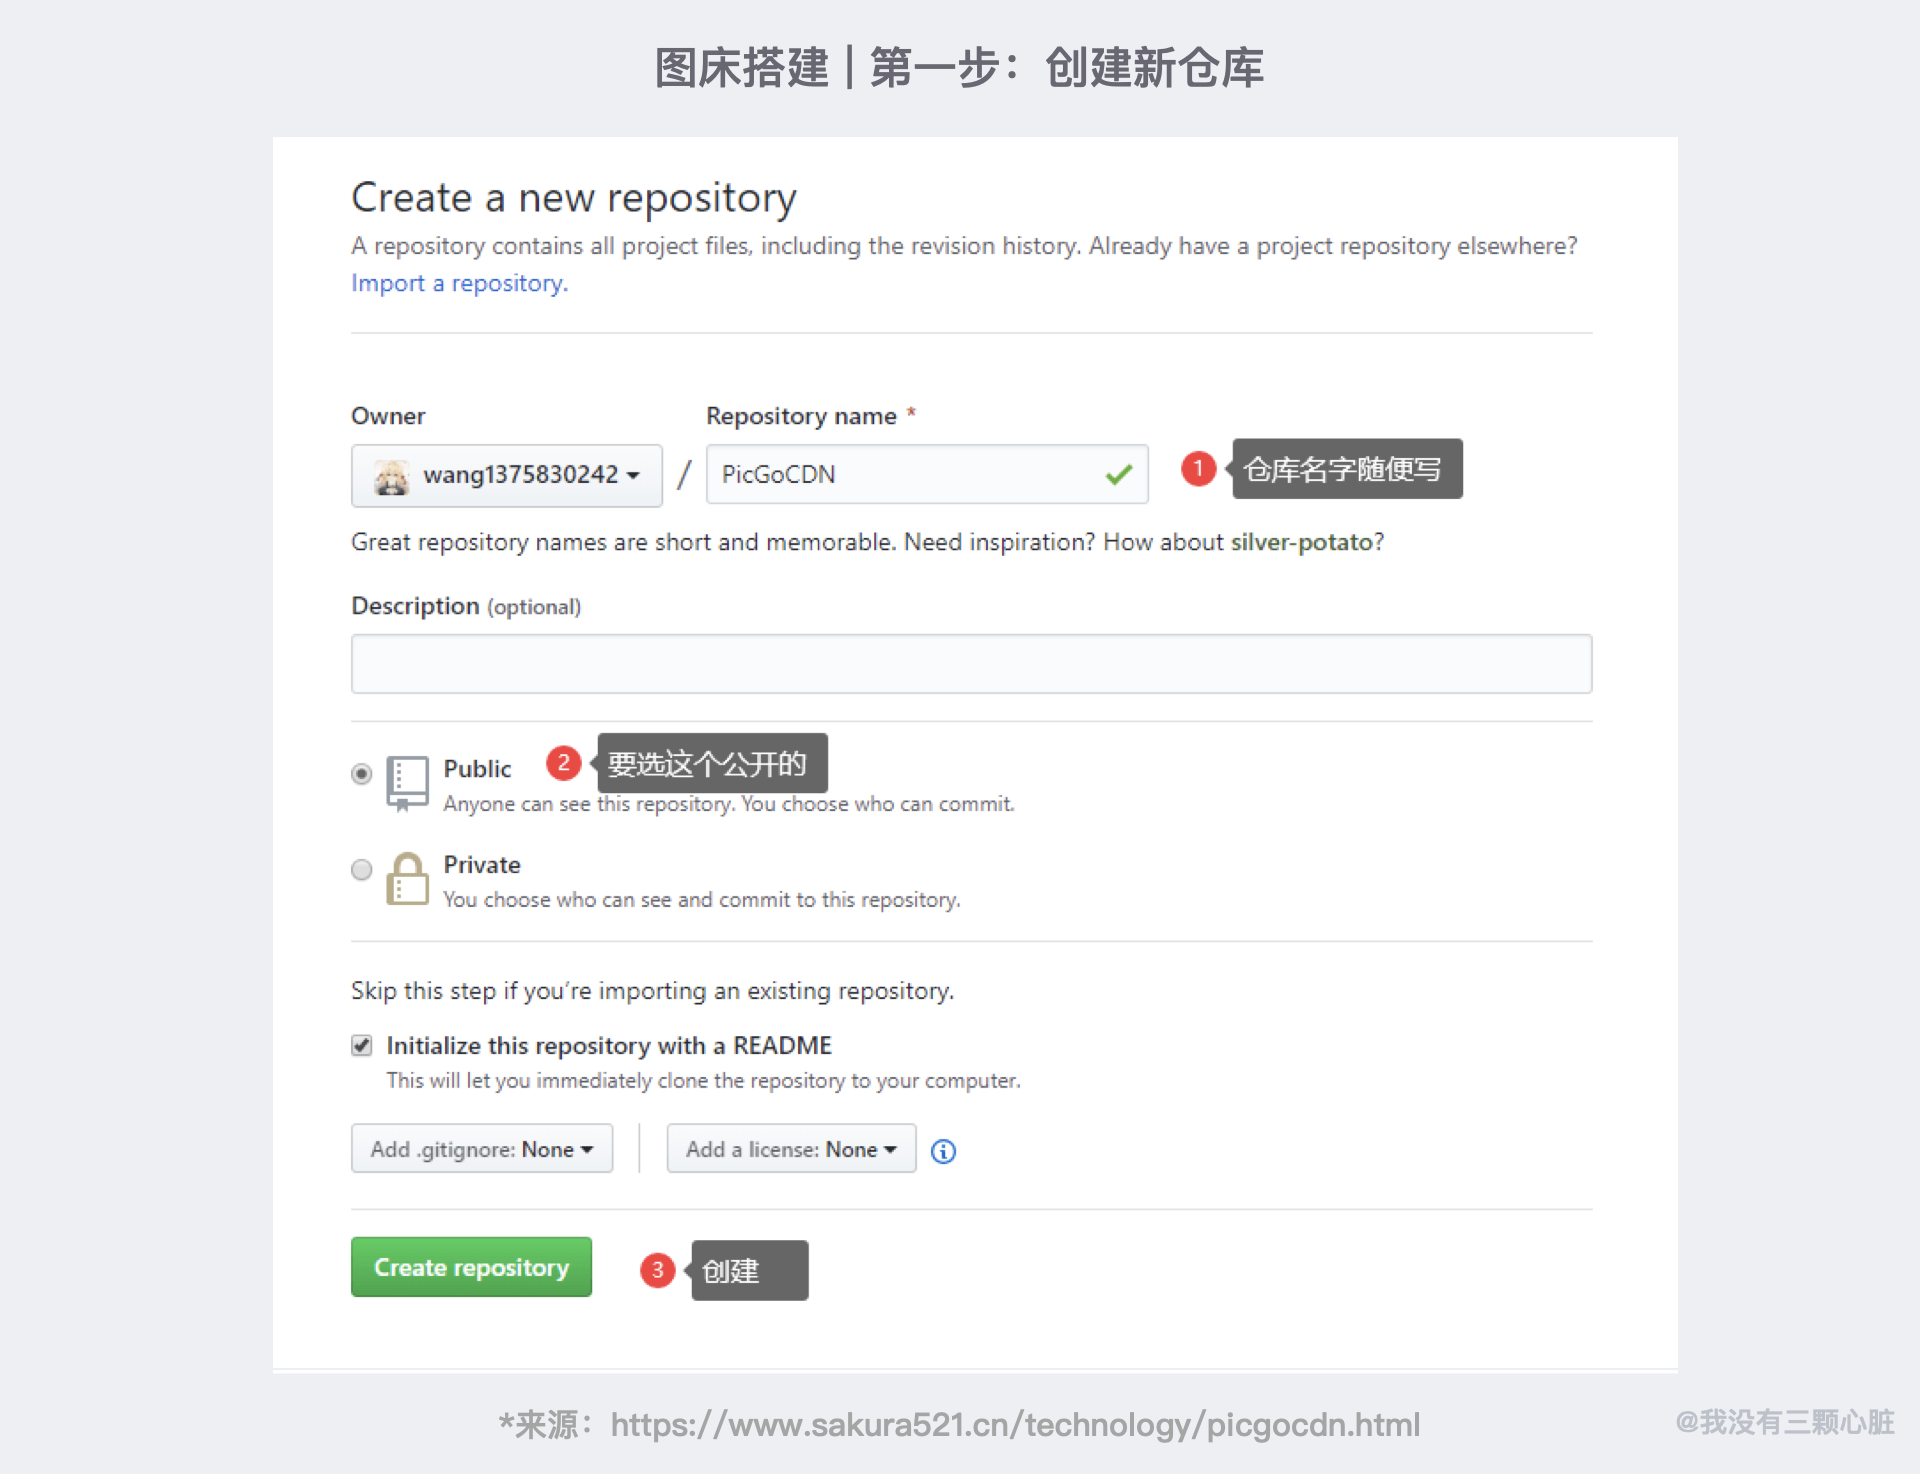 图床搭建 | 第一步：创建新仓库
Create a new repository
A repository contains all project files, including the revision history. Already have a project repository elsewhere?
Import a repository.
Owner
Repository name *
wang1375830242
/
PicGoCDN
1
仓库名字随便写
Great repository names are short and memorable. Need inspiration? How about silver-potato?
Description (optional)
Public
2
要选这个公开的
Anyone can see this repository. You choose who can commit.
Private
You choose who can see and commit to this repository.
Skip this step if you’re importing an existing repository.
Initialize this repository with a README
This will let you immediately clone the repository to your computer.
Add .gitignore: None
Add a license: None
Create repository
3
创建
*来源：https://www.sakura521.cn/technology/picgocdn.html
@我没有三颗心脏